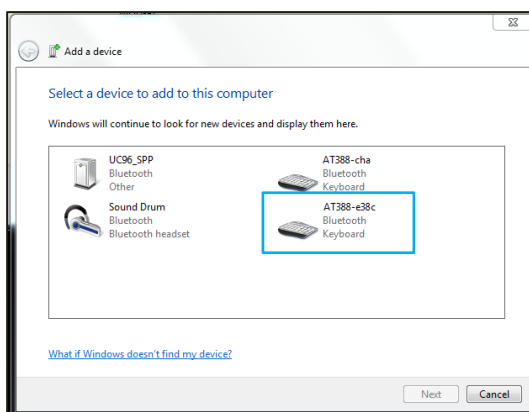 Add a device
Select a device to add to this computer
Windows will continue to look for new devices and display them here.
UC96_SPP
Bluetooth
Other
AT388-cha
Bluetooth
Keyboard
Sound Drum
Bluetooth
Bluetooth headset
AT388-e38c
Bluetooth
Keyboard
What if Windows doesn't find my device?
Next
Cancel